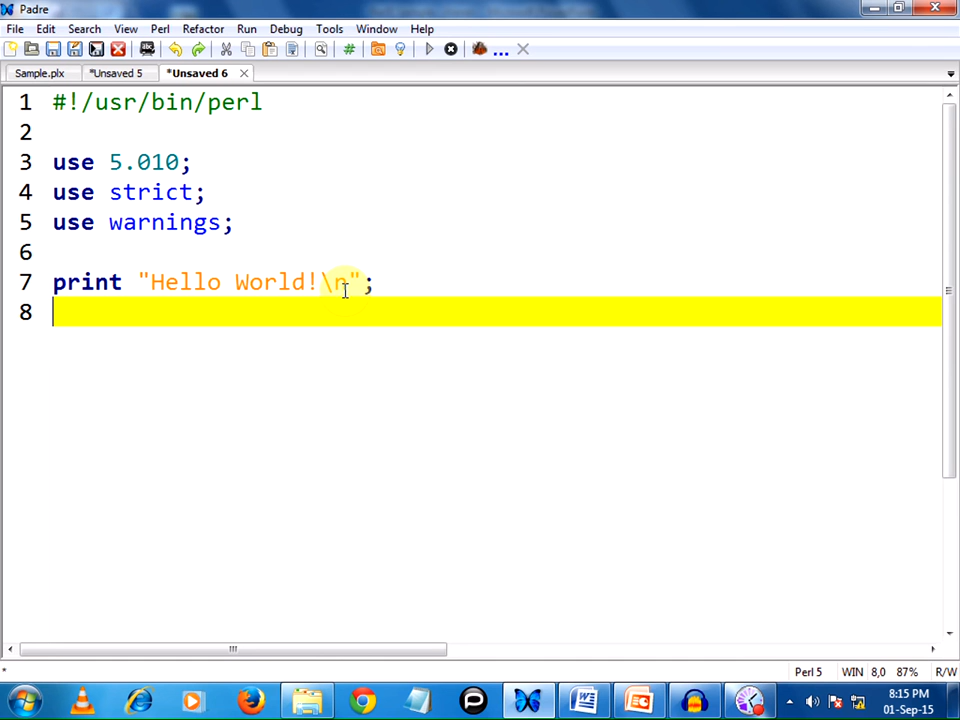 Padre
File Edit Search View Perl Refactor Run Debug Tools Window Help
Sample.plx *Unsaved 5 *Unsaved 6
1 #!/usr/bin/perl
2
3 use 5.010;
4 use strict;
5 use warnings;
6
7 print "Hello World!\n";
8
* Perl 5 WIN 8,0 87% R/W
8:15 PM
01-Sep-15